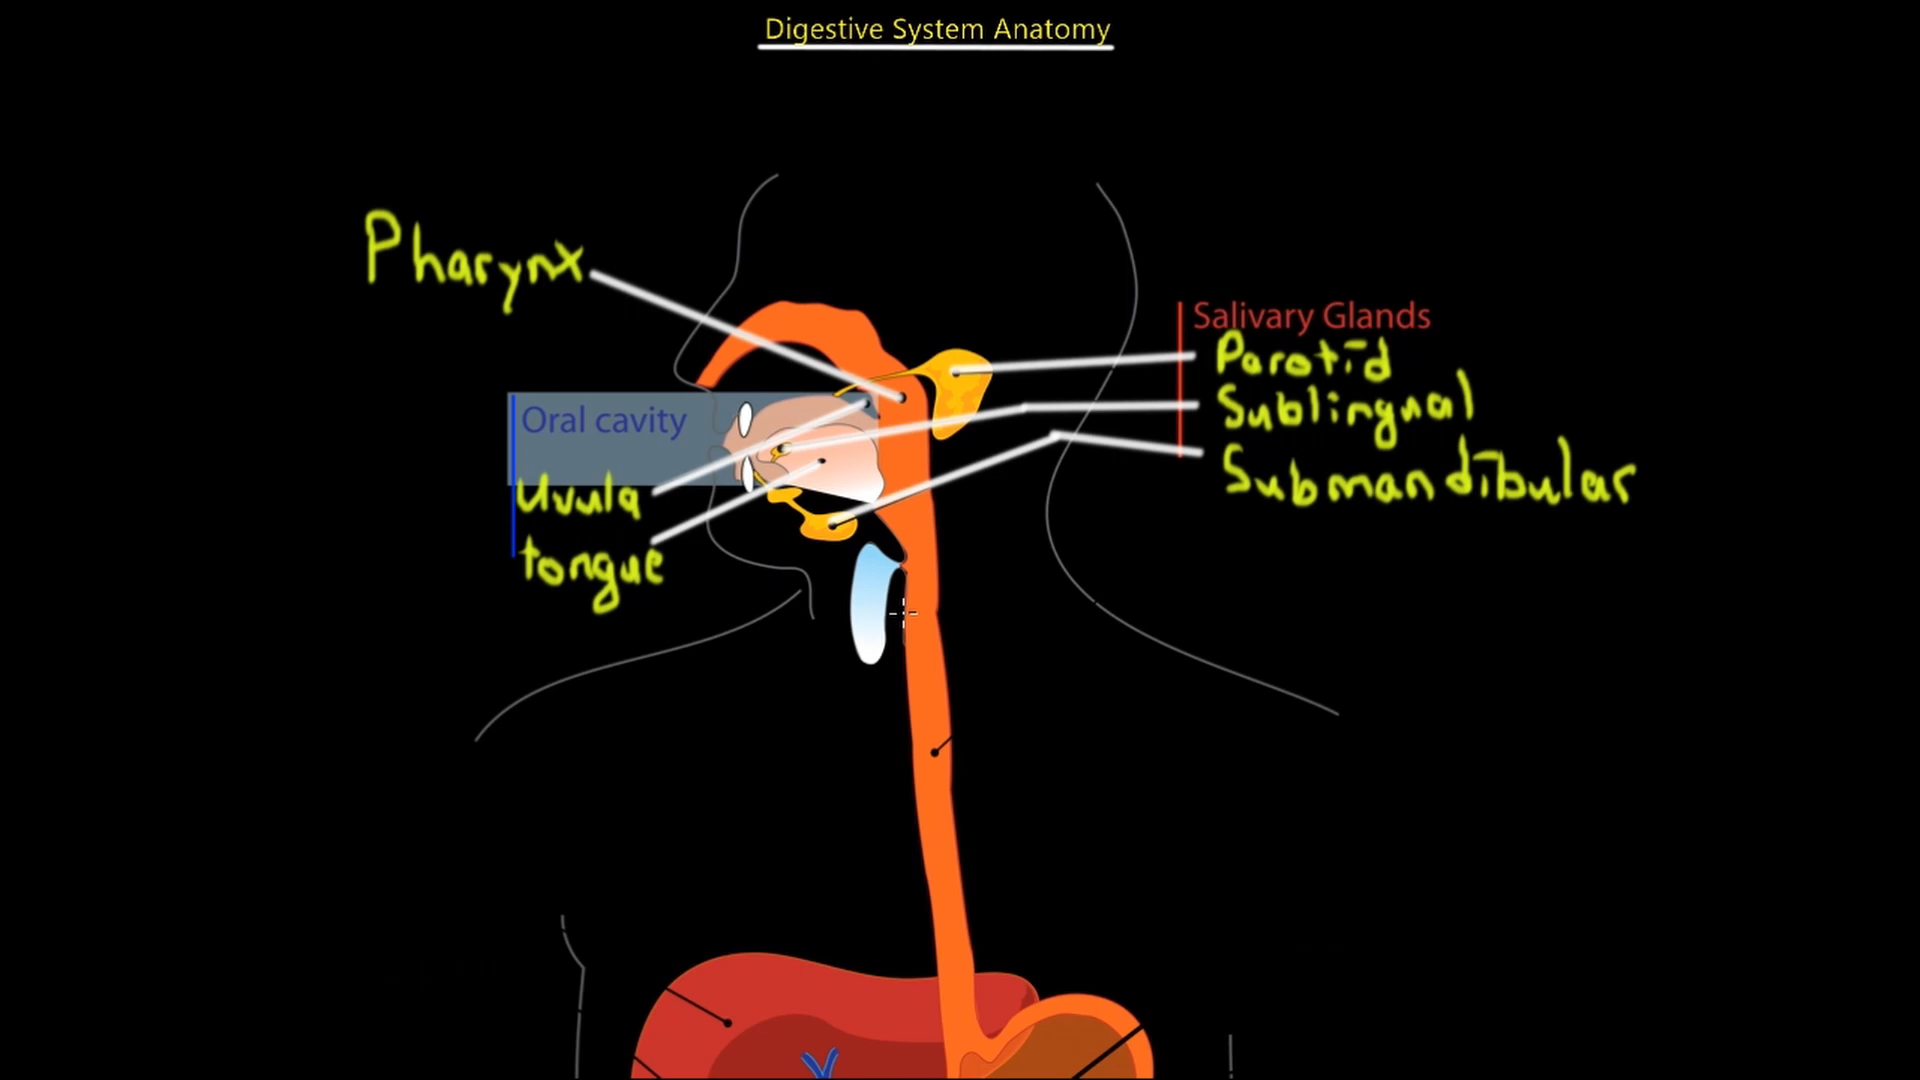 Digestive System Anatomy
Pharynx
Salivary Glands
Parotid
Sublingual
Submandibular
Oral cavity
Uvula
tongue